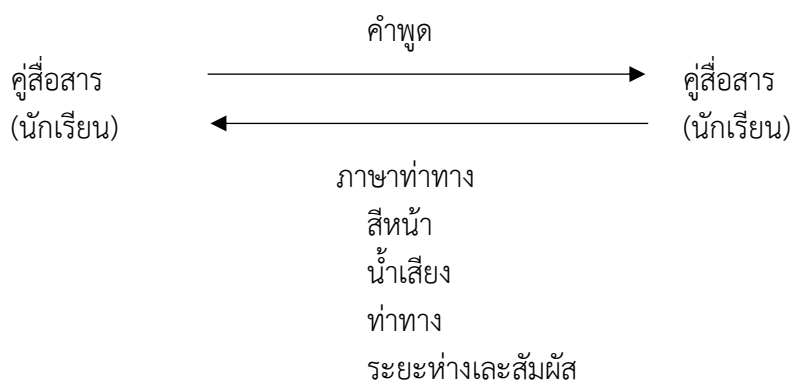 คำพูด
คู่สื่อสาร คู่สื่อสาร
(นักเรียน) (นักเรียน)
ภาษาท่าทาง
สีหน้า
น้ำเสียง
ท่าทาง
ระยะห่างเละสัมผัส